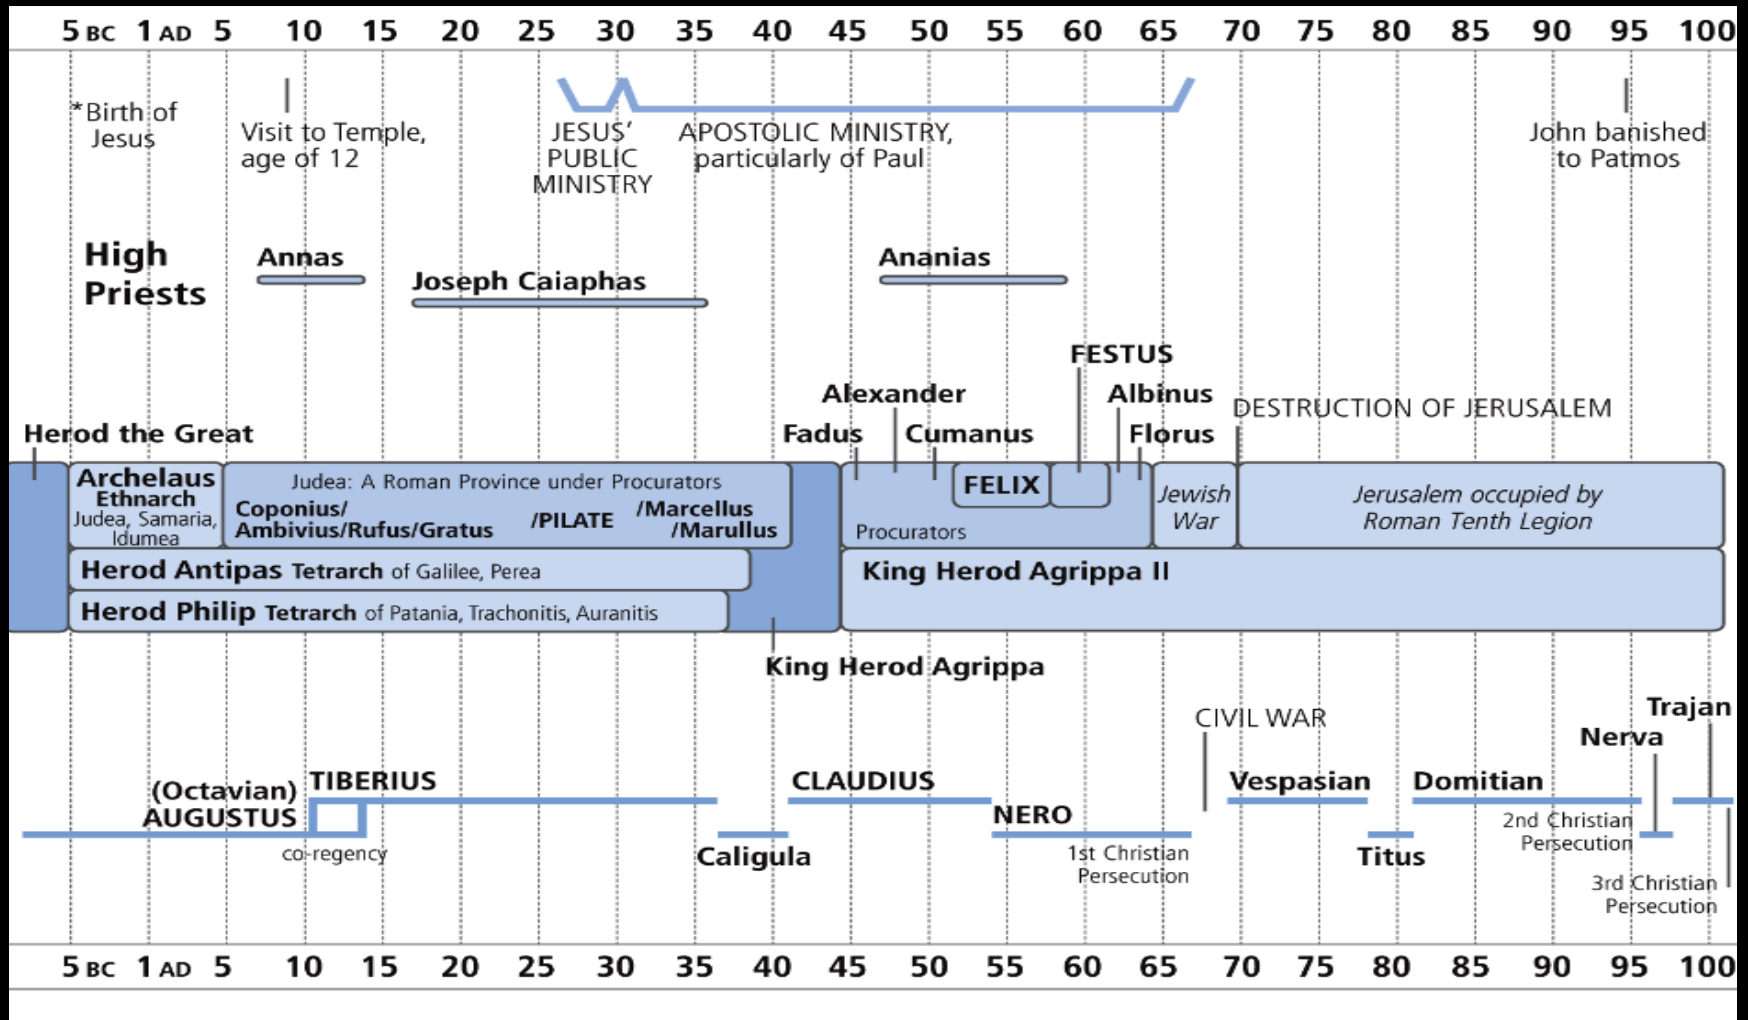 5 BC 1 AD 5 10 15 20 25 30 35 40 45 50 55 60 65 70 75 80 85 90 95 100
*Birth of
Jesus
Visit to Temple,
age of 12
JESUS’
PUBLIC
MINISTRY
APOSTOLIC MINISTRY,
particularly of Paul
John banished
to Patmos
High
Priests
Annas
Joseph Caiaphas
Ananias
FESTUS
Alexander
Albinus
DESTRUCTION OF JERUSALEM
Herod the Great
Fadus
Cumanus
Florus
Archelaus
Ethnarch
Judea, Samaria,
Idumea
Judea: A Roman Province under Procurators
Coponius/
Ambivius/Rufus/Gratus
/PILATE
/Marcellus
/Marullus
FELIX
Procurators
Jewish
War
Jerusalem occupied by
Roman Tenth Legion
Herod Antipas Tetrarch of Galilee, Perea
King Herod Agrippa II
Herod Philip Tetrarch of Patania, Trachonitis, Auranitis
King Herod Agrippa
CIVIL WAR
Trajan
Nerva
(Octavian)
AUGUSTUS
TIBERIUS
co-regency
Caligula
CLAUDIUS
NERO
1st Christian
Persecution
Vespasian
Titus
Domitian
2nd Christian
Persecution
3rd Christian
Persecution
5 BC 1 AD 5 10 15 20 25 30 35 40 45 50 55 60 65 70 75 80 85 90 95 100